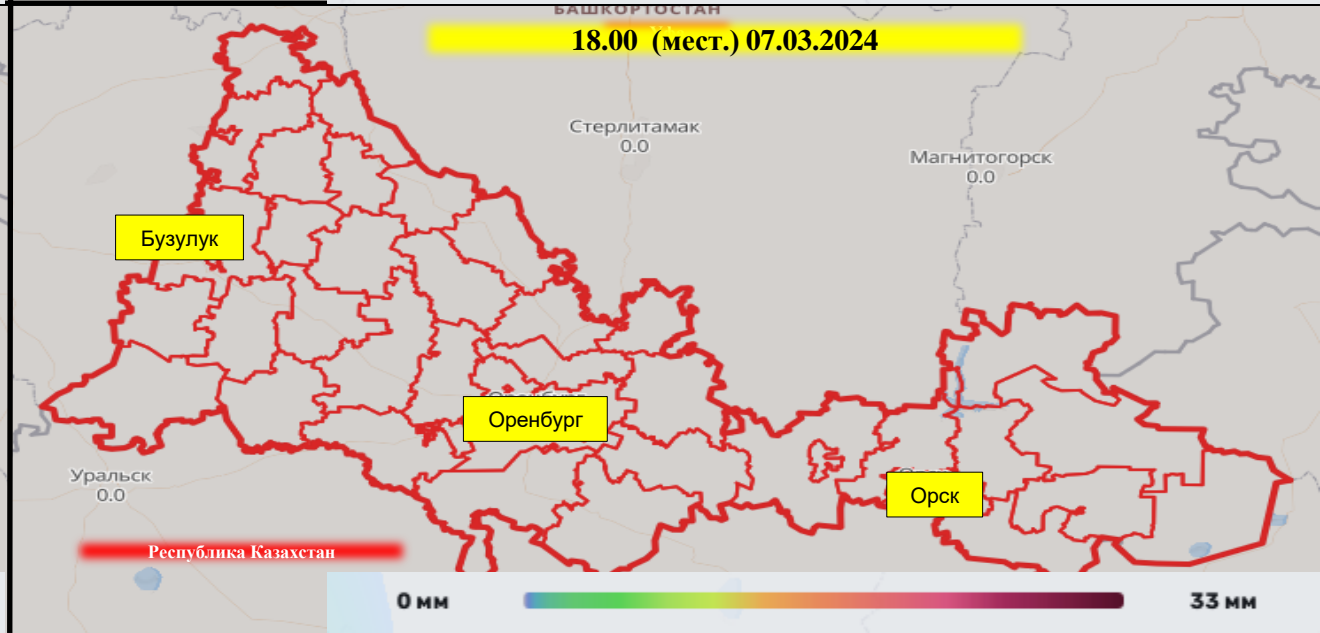 БАШКОРТОСТАН
18.00 (мест.) 07.03.2024
Стерлитамак
0.0
Магнитогорск
0.0
Бузулук
Оренбург
Уральск
0.0
Орск
Республика Казахстан
0 мм
33 мм